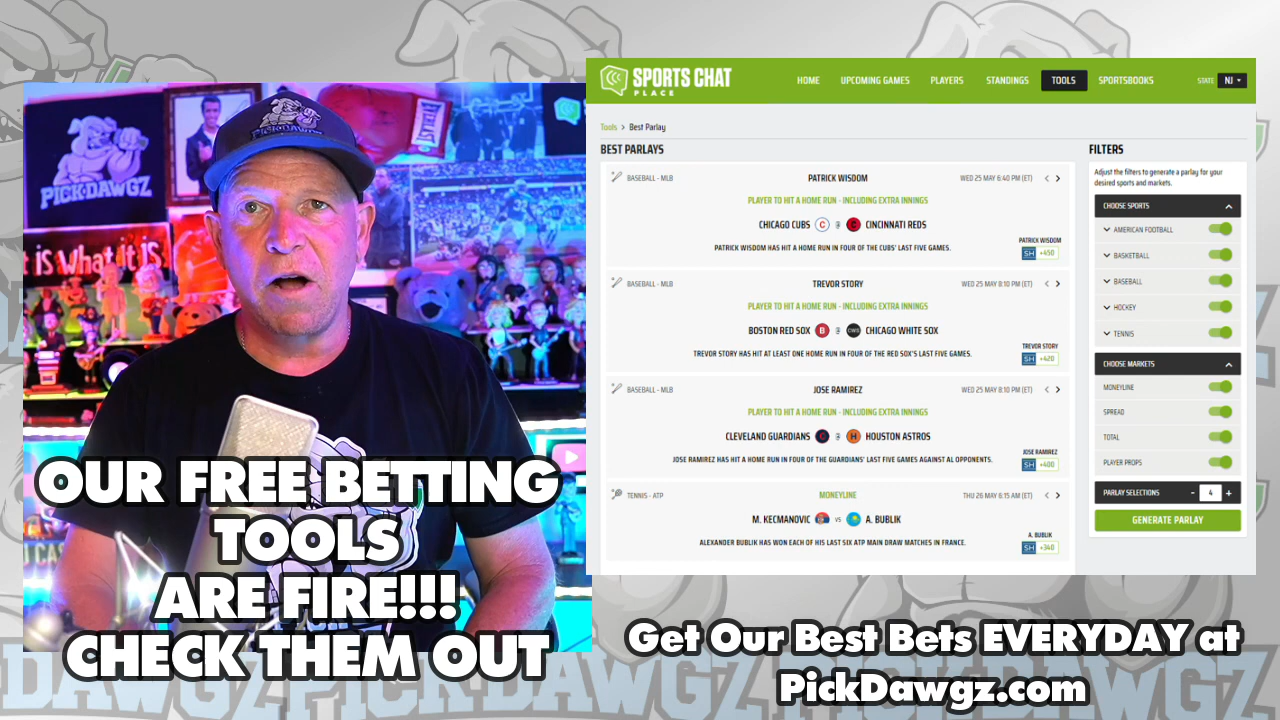 PICKDAWGZ
PICKDAWGZ
is What it IS
OUR FREE BETTING
TOOLS
ARE FIRE!!!
CHECK THEM OUT
SPORTS CHAT
PLACE
HOME
UPCOMING GAMES
PLAYERS
STANDINGS
TOOLS
SPORTSBOOKS
STATE
NJ
Tools > Best Parlay
BEST PARLAYS
BASEBALL - MLB
PATRICK WISDOM
WED 25 MAY 6:40 PM (ET)
PLAYER TO HIT A HOME RUN - INCLUDING EXTRA INNINGS
CHICAGO CUBS C @ C CINCINNATI REDS
PATRICK WISDOM HAS HIT A HOME RUN IN FOUR OF THE CUBS' LAST FIVE GAMES.
PATRICK WISDOM
SH +450
BASEBALL - MLB
TREVOR STORY
WED 25 MAY 8:10 PM (ET)
PLAYER TO HIT A HOME RUN - INCLUDING EXTRA INNINGS
BOSTON RED SOX B @ CWS CHICAGO WHITE SOX
TREVOR STORY HAS HIT AT LEAST ONE HOME RUN IN FOUR OF THE RED SOX'S LAST FIVE GAMES.
TREVOR STORY
SH +420
BASEBALL - MLB
JOSE RAMIREZ
WED 25 MAY 8:10 PM (ET)
PLAYER TO HIT A HOME RUN - INCLUDING EXTRA INNINGS
CLEVELAND GUARDIANS C @ H HOUSTON ASTROS
JOSE RAMIREZ HAS HIT A HOME RUN IN FOUR OF THE GUARDIANS' LAST FIVE GAMES AGAINST AL OPPONENTS.
JOSE RAMIREZ
SH +400
TENNIS - ATP
MONEYLINE
THU 26 MAY 6:15 AM (ET)
M. KECMANOVIC VS A. BUBLIK
ALEXANDER BUBLIK HAS WON EACH OF HIS LAST SIX ATP MAIN DRAW MATCHES IN FRANCE.
A. BUBLIK
SH +340
FILTERS
Adjust the filters to generate a parlay for your
desired sports and markets.
CHOOSE SPORTS
AMERICAN FOOTBALL
BASKETBALL
BASEBALL
HOCKEY
TENNIS
CHOOSE MARKETS
MONEYLINE
SPREAD
TOTAL
PLAYER PROPS
PARLAY SELECTIONS - 4 +
GENERATE PARLAY
Get Our Best Bets EVERYDAY at
PickDawgz.com